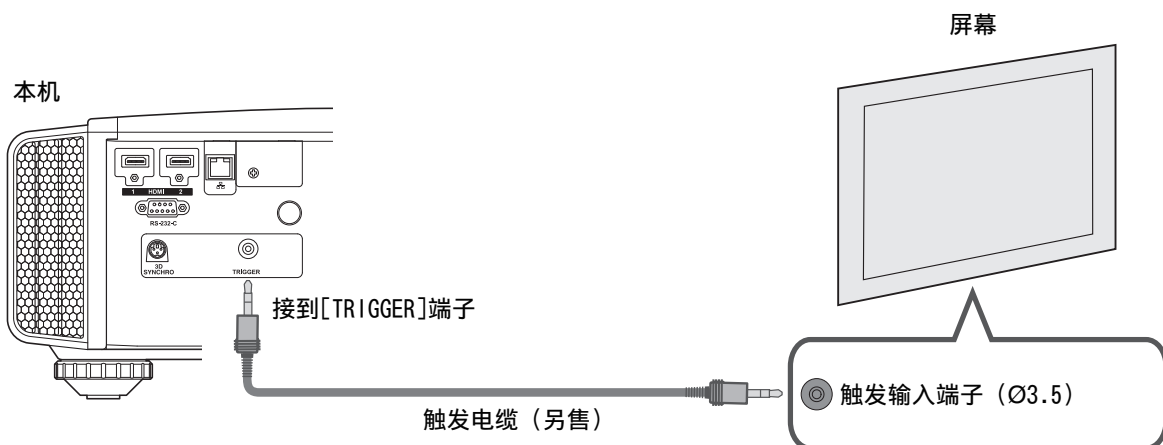 屏幕
本机
1 HDMI 2
RS-232-C
3D
SYNCHRO
TRIGGER
接到[TRIGGER]端子
触发输入端子（Ø3.5）
触发电缆（另售）